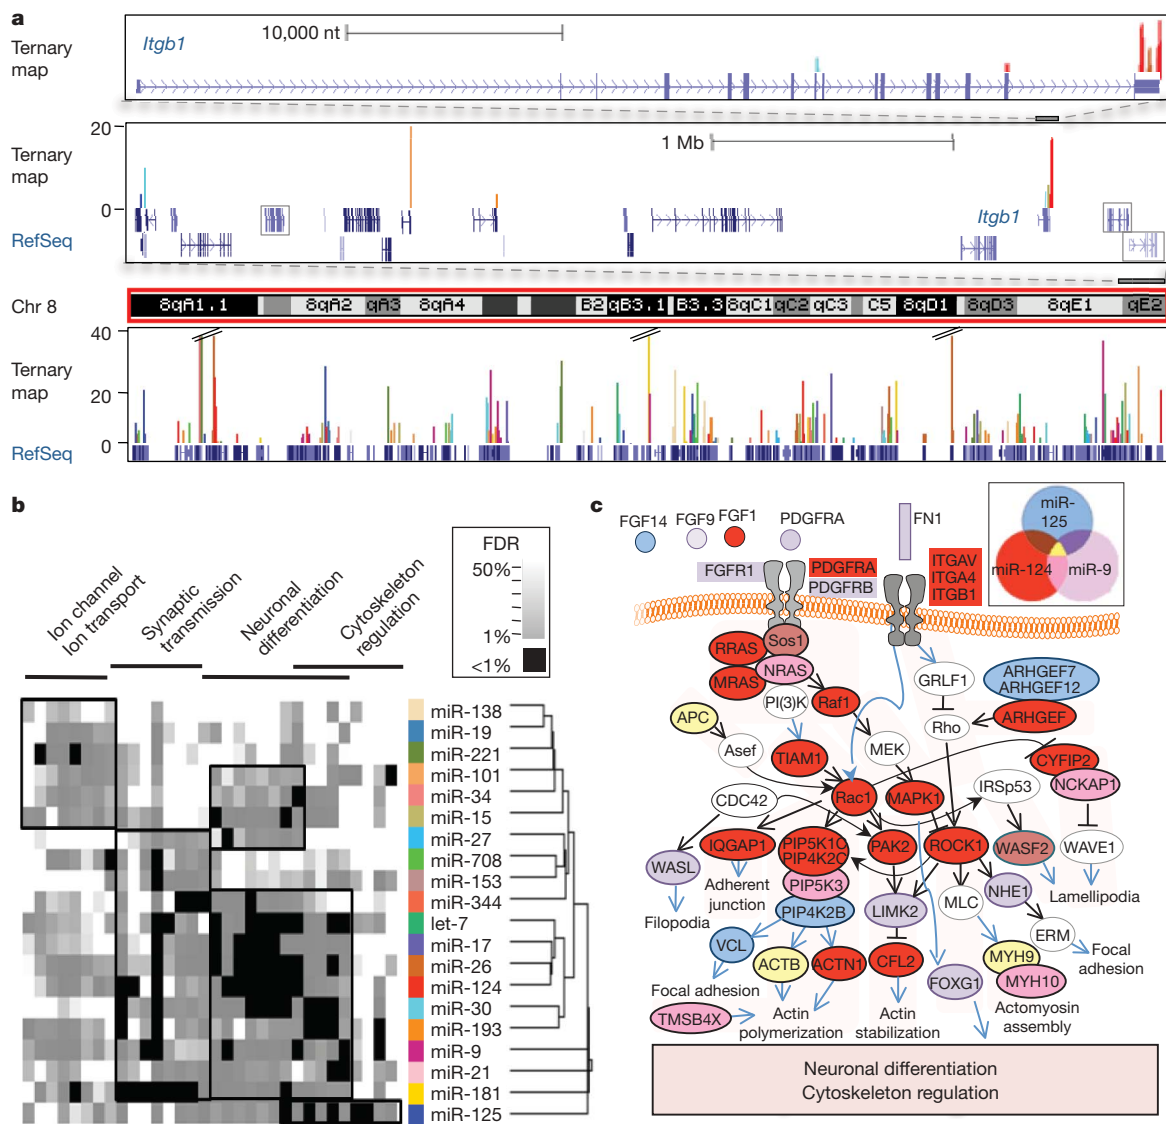 a
Ternary map
Itgb1
10,000 nt
20
0
Ternary map
1 Mb
Itgb1
RefSeq
Chr 8
8qA1.1
8qA2
qA3
8qA4
B2
qB3.1
B3.3
8qC1
qC2
qC3
C5
8qD1
8qD3
8qE1
qE2
40
20
0
Ternary map
RefSeq
b
FDR
50%
1%
<1%
Ion channel
Ion transport
Synaptic
transmission
Neuronal
differentiation
Cytoskeleton
regulation
miR-138
miR-19
miR-221
miR-101
miR-34
miR-15
miR-27
miR-708
miR-153
miR-344
let-7
miR-17
miR-26
miR-124
miR-30
miR-193
miR-9
miR-21
miR-181
miR-125
c
FGF14
FGF9
FGF1
PDGFRA
FN1
miR-
125
miR-124
miR-9
FGFR1
PDGFRA
PDGFRB
ITGAV
ITGA4
ITGB1
RRAS
Sos1
MRAS
NRAS
PI(3)K
Raf1
GRLF1
ARHGEF7
ARHGEF12
APC
Asef
TIAM1
MEK
Rho
ARHGEF
CYFIP2
NCKAP1
CDC42
Rac1
MAPK1
IRSp53
WASL
IQGAP1
PIP5K1C
PIP4K2C
PAK2
ROCK1
WASF2
WAVE1
Filopodia
Adherent
junction
PIP5K3
PIP4K2B
LIMK2
MLC
NHE1
Lamellipodia
VCL
ACTB
ACTN1
CFL2
FOXG1
MYH9
MYH10
ERM
Focal
adhesion
Focal adhesion
TMSB4X
Actin
polymerization
Actin
stabilization
Actomyosin
assembly
Neuronal differentiation
Cytoskeleton regulation